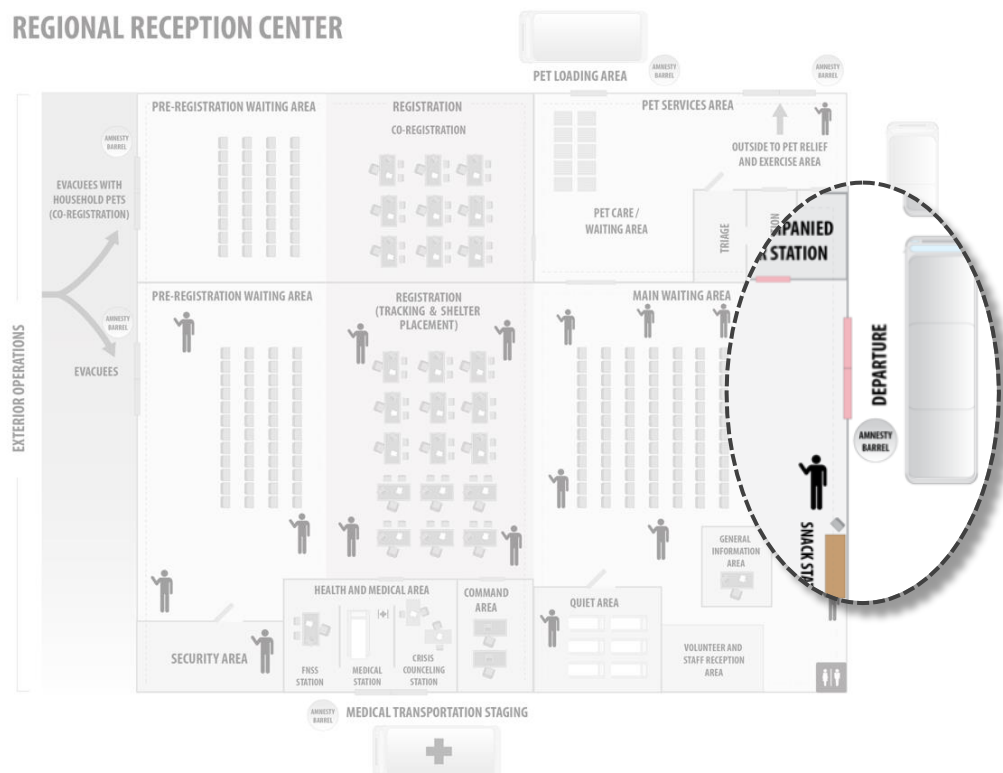 REGIONAL RECEPTION CENTER
PET LOADING AREA
AMNESTY
BARREL
AMNESTY
BARREL
PRE-REGISTRATION WAITING AREA
REGISTRATION
CO-REGISTRATION
PET SERVICES AREA
OUTSIDE TO PET RELIEF
AND EXERCISE AREA
AMNESTY
BARREL
EVACUEES WITH
HOUSEHOLD PETS
(CO-REGISTRATION)
PET CARE /
WAITING AREA
TRIAGE
MPANIED
STATION
PRE-REGISTRATION WAITING AREA
REGISTRATION
(TRACKING & SHELTER
PLACEMENT)
MAIN WAITING AREA
AMNESTY
BARREL
EVACUEES
EXTERIOR OPERATIONS
DEPARTURE
AMNESTY
BARREL
SNACK STA
GENERAL
INFORMATION
AREA
HEALTH AND MEDICAL AREA
COMMAND
AREA
QUIET AREA
SECURITY AREA
FNSS
STATION
MEDICAL
STATION
CRISIS
COUNCELING
STATION
VOLUNTEER AND
STAFF RECEPTION
AREA
AMNESTY
BARREL
MEDICAL TRANSPORTATION STAGING